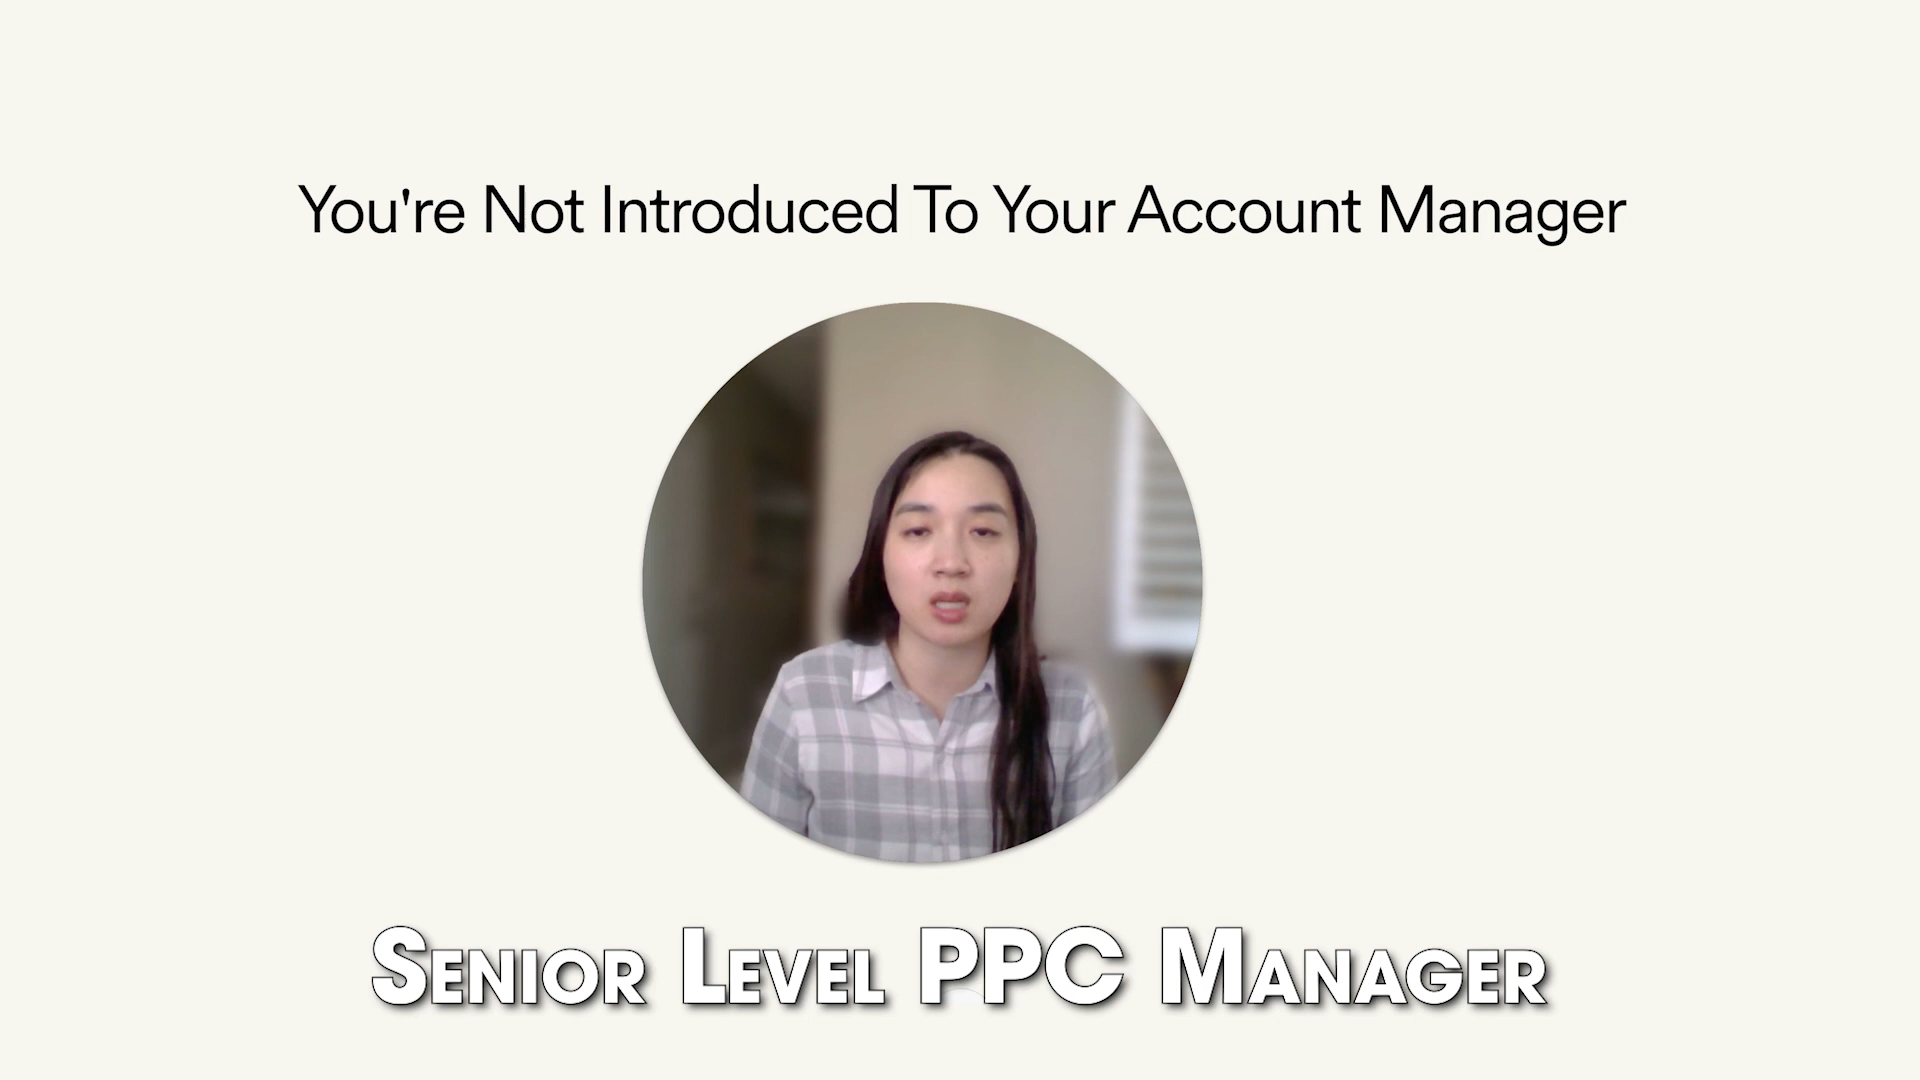 You're Not Introduced To Your Account Manager
Senior Level PPC Manager